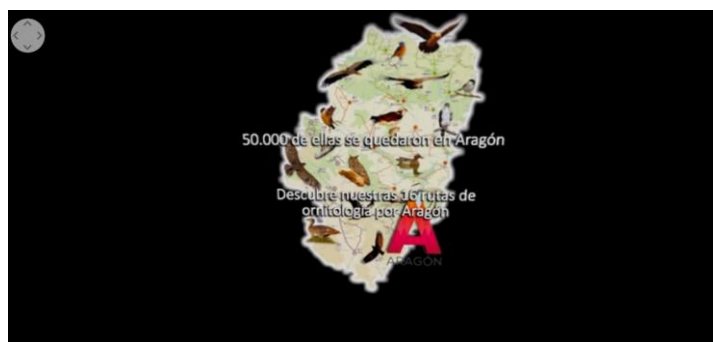 50.000 de ellas se quedaron en Aragón
Descubre nuestras 16 rutas de
ornitología por Aragón
ARAGÓN